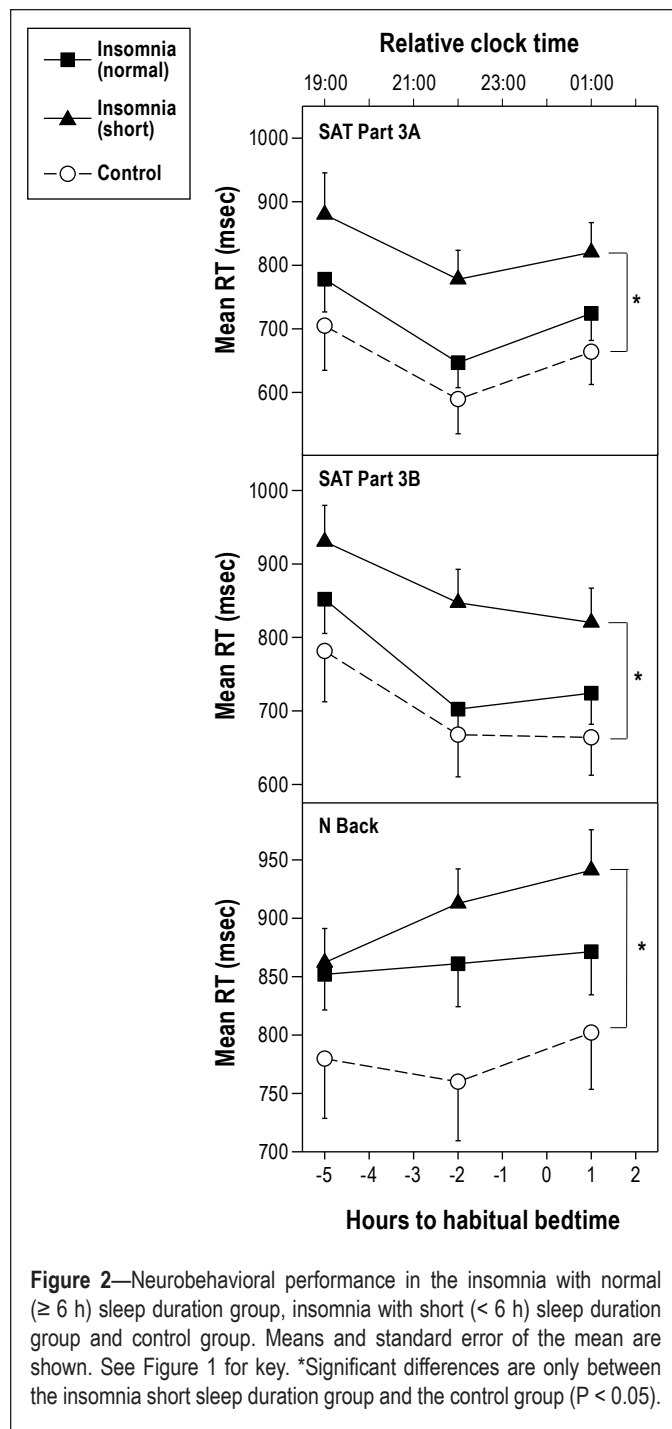 Insomnia
(normal)
Insomnia
(short)
Control
Relative clock time
19:00 21:00 23:00 01:00
SAT Part 3A
1000
900
800
700
600
Mean RT (msec)
*
SAT Part 3B
1000
900
800
700
600
Mean RT (msec)
*
N Back
950
900
850
800
750
700
Mean RT (msec)
*
-5 -4 -3 -2 -1 0 1 2
Hours to habitual bedtime
Figure 2—Neurobehavioral performance in the insomnia with normal
(≥ 6 h) sleep duration group, insomnia with short (< 6 h) sleep duration
group and control group. Means and standard error of the mean are
shown. See Figure 1 for key. *Significant differences are only between
the insomnia short sleep duration group and the control group (P < 0.05).